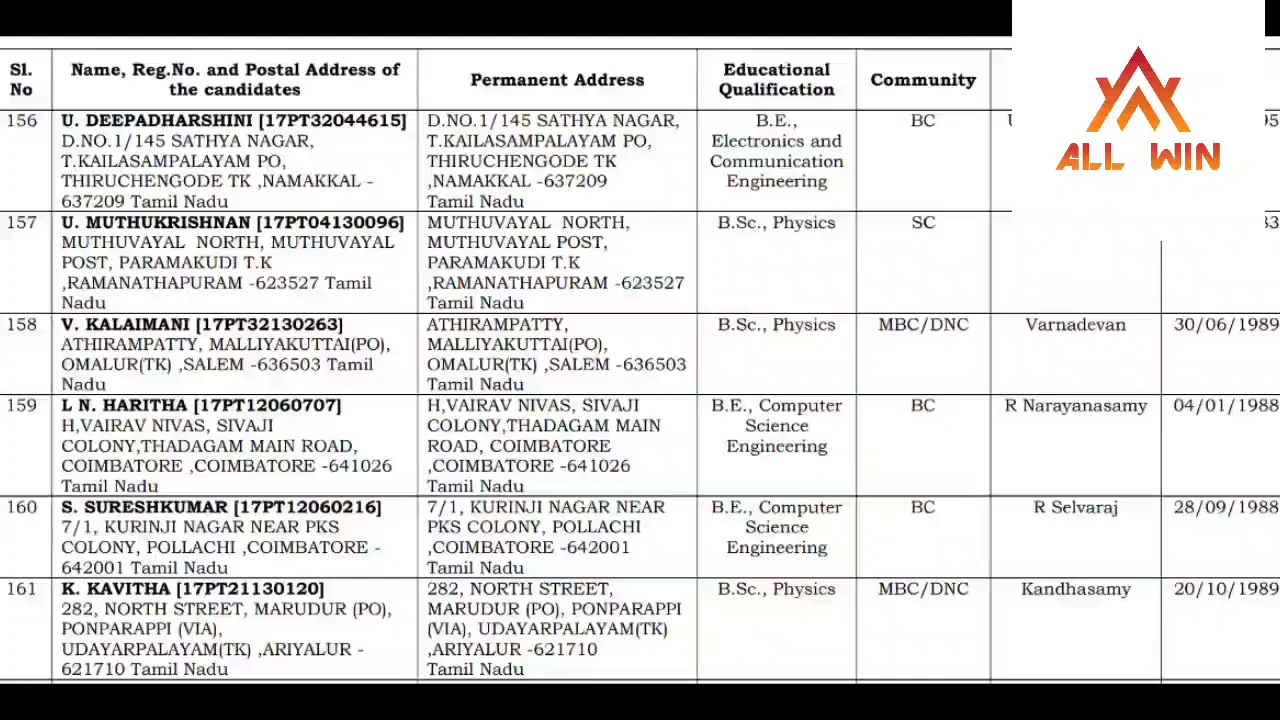 Sl. No
Name, Reg.No. and Postal Address of the candidates
Permanent Address
Educational Qualification
Community
ALL WIN
156
U. DEEPADHARSHINI [17PT32044615]
D.NO.1/145 SATHYA NAGAR,
T.KAILASAMPALAYAM PO,
THIRUCHENGODE TK ,NAMAKKAL -
637209 Tamil Nadu
D.NO.1/145 SATHYA NAGAR,
T.KAILASAMPALAYAM PO,
THIRUCHENGODE TK
,NAMAKKAL -637209
Tamil Nadu
B.E.,
Electronics and
Communication
Engineering
BC
157
U. MUTHUKRISHNAN [17PT04130096]
MUTHUVAYAL NORTH, MUTHUVAYAL
POST, PARAMAKUDI T.K
,RAMANATHAPURAM -623527 Tamil
Nadu
MUTHUVAYAL NORTH,
MUTHUVAYAL POST,
PARAMAKUDI T.K
,RAMANATHAPURAM -623527
Tamil Nadu
B.Sc., Physics
SC
158
V. KALAIMANI [17PT32130263]
ATHIRAMPATTY, MALLIYAKUTTAI(PO),
OMALUR(TK) ,SALEM -636503 Tamil
Nadu
ATHIRAMPATTY,
MALLIYAKUTTAI(PO),
OMALUR(TK) ,SALEM -636503
Tamil Nadu
B.Sc., Physics
MBC/DNC
Varnadevan
30/06/1989
159
L N. HARITHA [17PT12060707]
H,VAIRAV NIVAS, SIVAJI
COLONY,THADAGAM MAIN ROAD,
COIMBATORE ,COIMBATORE -641026
Tamil Nadu
H,VAIRAV NIVAS, SIVAJI
COLONY,THADAGAM MAIN
ROAD, COIMBATORE
,COIMBATORE -641026
Tamil Nadu
B.E., Computer
Science
Engineering
BC
R Narayanasamy
04/01/1988
160
S. SURESHKUMAR [17PT12060216]
7/1, KURINJI NAGAR NEAR PKS
COLONY, POLLACHI ,COIMBATORE -
642001 Tamil Nadu
7/1, KURINJI NAGAR NEAR
PKS COLONY, POLLACHI
,COIMBATORE -642001
Tamil Nadu
B.E., Computer
Science
Engineering
BC
R Selvaraj
28/09/1988
161
K. KAVITHA [17PT21130120]
282, NORTH STREET, MARUDUR (PO),
PONPARAPPI (VIA),
UDAYARPALAYAM(TK) ,ARIYALUR -
621710 Tamil Nadu
282, NORTH STREET,
MARUDUR (PO), PONPARAPPI
(VIA), UDAYARPALAYAM(TK)
,ARIYALUR -621710
Tamil Nadu
B.Sc., Physics
MBC/DNC
Kandhasamy
20/10/1989